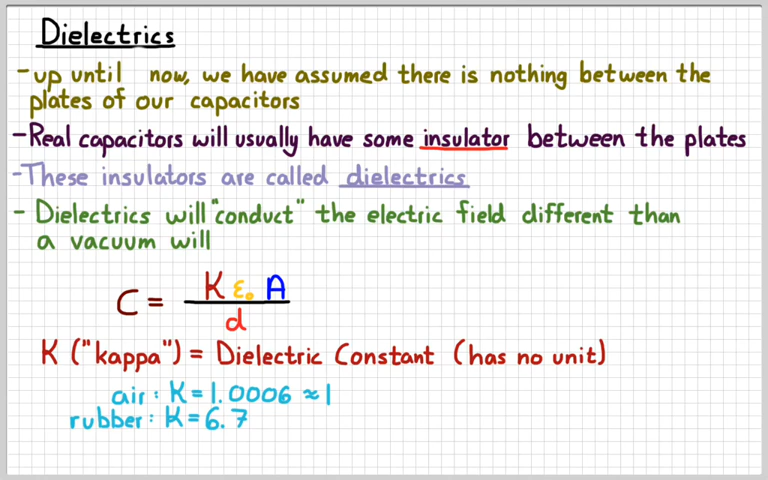 Dielectrics
- up until now, we have assumed there is nothing between the
plates of our capacitors
- Real capacitors will usually have some insulator between the plates
- These insulators are called dielectrics
- Dielectrics will "conduct" the electric field different than
a vacuum will
C = K ε₀ A / d
K ("kappa") = Dielectric Constant (has no unit)
air : K = 1.0006 ≈ 1
rubber : K = 6.7